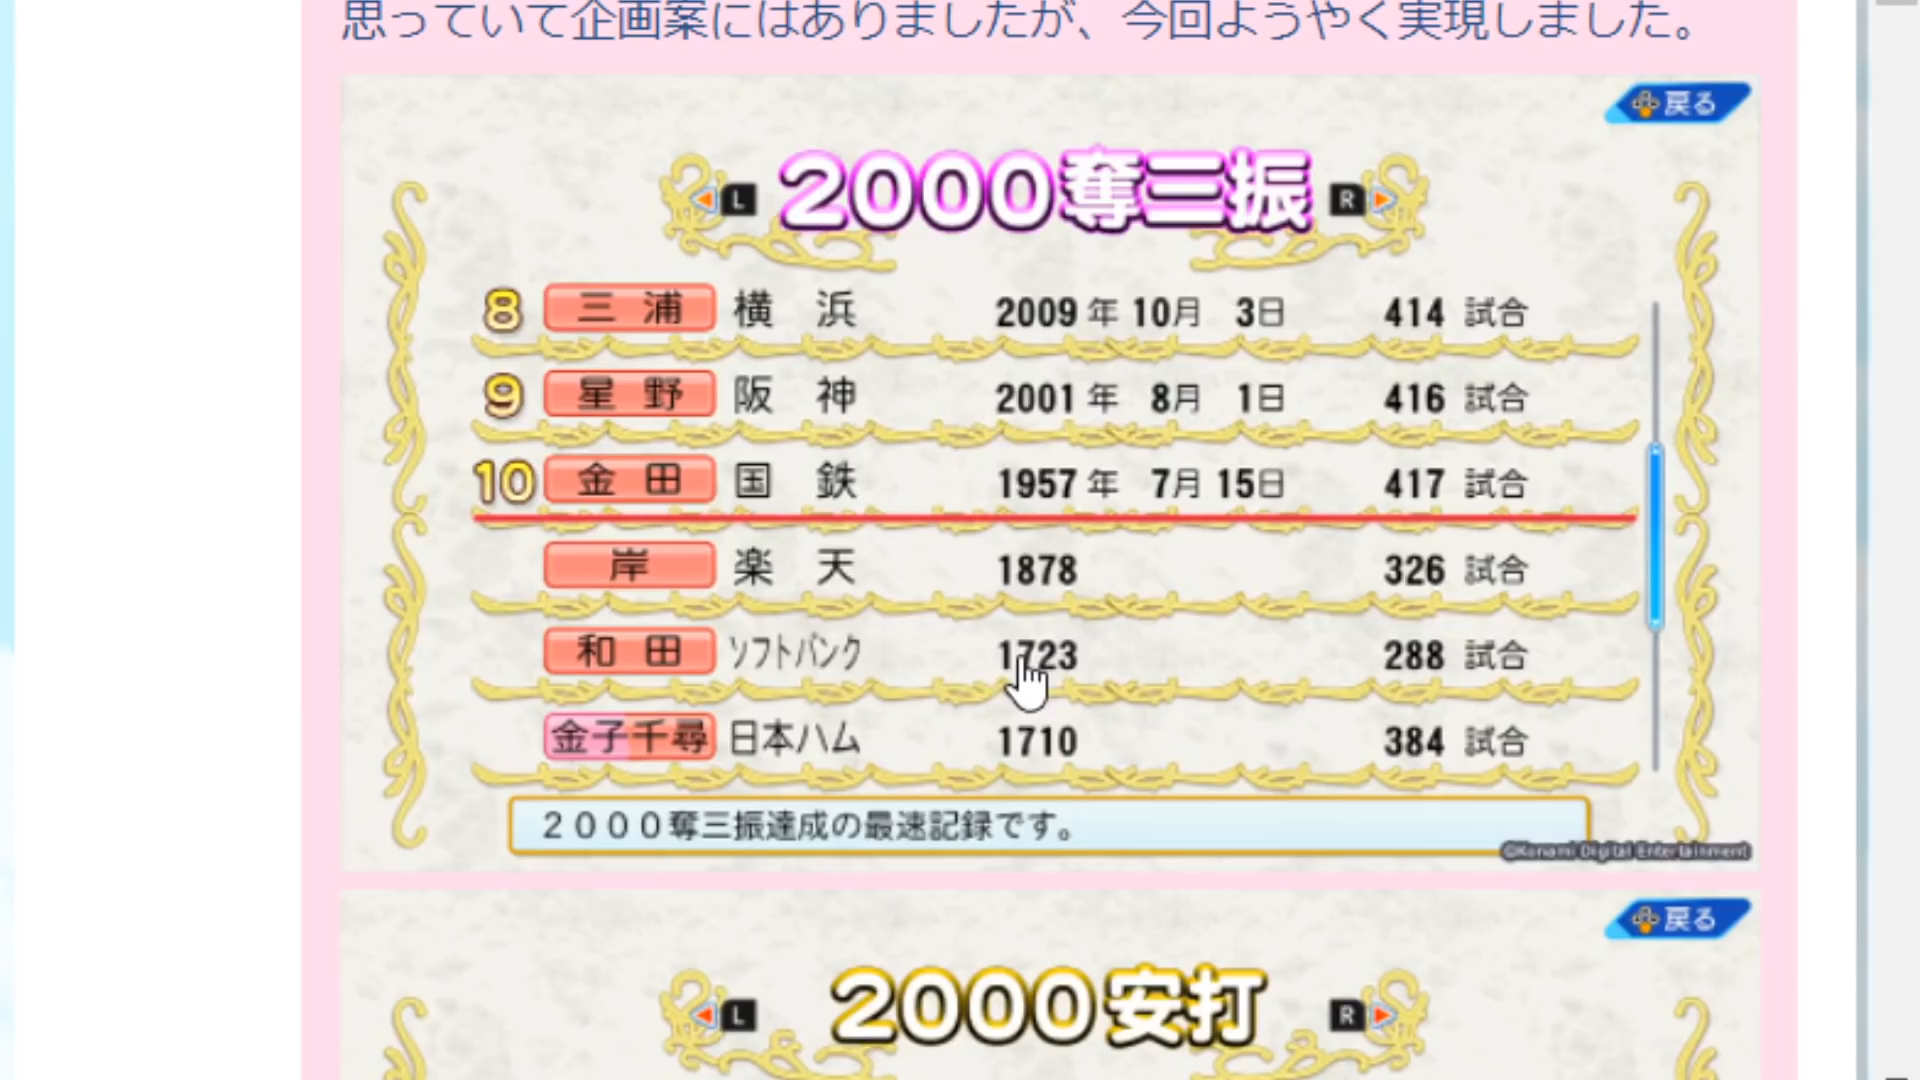 思っていて企画案にはありましたが、今回ようやく実現しました。
戻る
L 2000奪三振 R
8 三浦 横浜 2009年 10月 3日 414 試合
9 星野 阪神 2001年 8月 1日 416 試合
10 金田 国鉄 1957年 7月 15日 417 試合
岸 楽天 1878 326 試合
和田 ソフトバンク 1723 288 試合
金子千尋 日本ハム 1710 384 試合
2000奪三振達成の最速記録です。
©Konami Digital Entertainment
戻る
L 2000安打 R